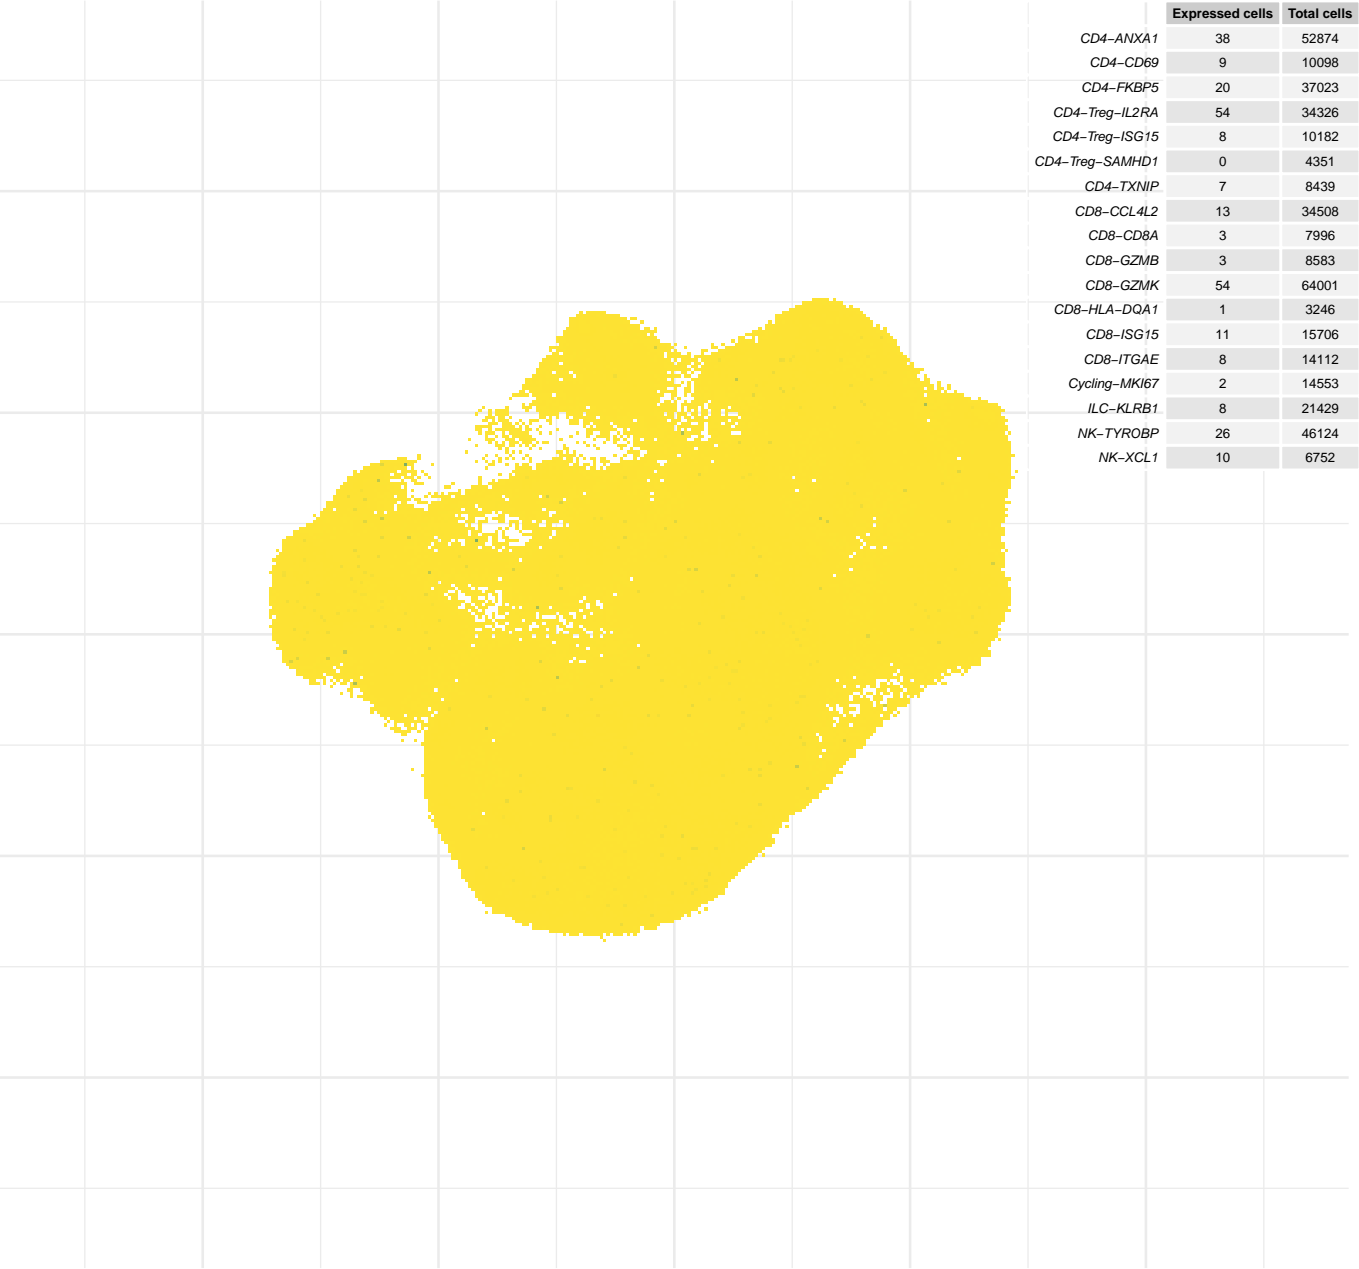 Expressed cells Total cells
CD4−ANXA1 38 52874
CD4−CD69 9 10098
CD4−FKBP5 20 37023
CD4−Treg−IL2RA 54 34326
CD4−Treg−ISG15 8 10182
CD4−Treg−SAMHD1 0 4351
CD4−TXNIP 7 8439
CD8−CCL4L2 13 34508
CD8−CD8A 3 7996
CD8−GZMB 3 8583
CD8−GZMK 54 64001
CD8−HLA−DQA1 1 3246
CD8−ISG15 11 15706
CD8−ITGAE 8 14112
Cycling−MKI67 2 14553
ILC−KLRB1 8 21429
NK−TYROBP 26 46124
NK−XCL1 10 6752